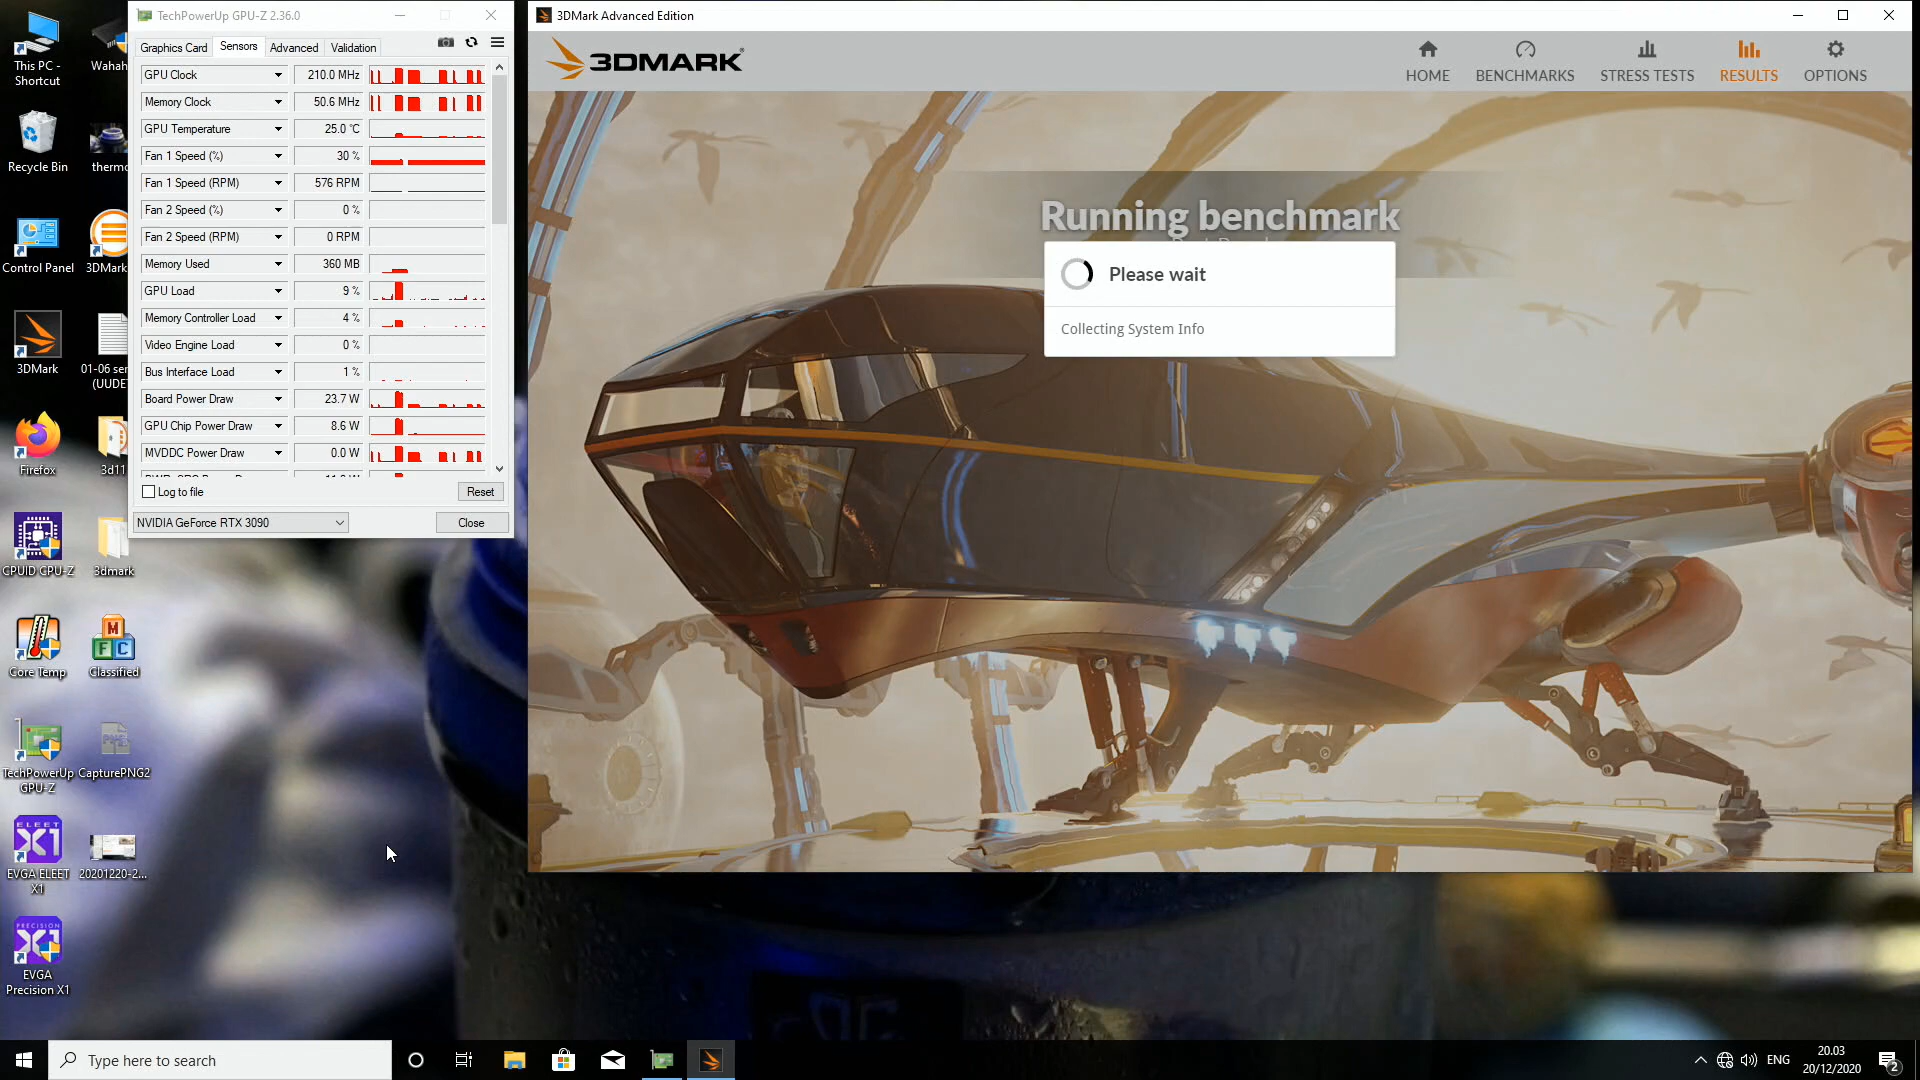 This PC - Shortcut
Wahah
Recycle Bin
thermo
Control Panel
3DMark
3DMark
01-06 ser
(UUDET
Firefox
3d11
CPUID CPU-Z
3dmark
Core Temp
Classified
TechPowerUp GPU-Z
CapturePNG2
EVGA ELEET X1
20201220-2...
EVGA Precision X1
TechPowerUp GPU-Z 2.36.0
Graphics Card Sensors Advanced Validation
GPU Clock 210.0 MHz
Memory Clock 50.6 MHz
GPU Temperature 25.0 °C
Fan 1 Speed (%) 30 %
Fan 1 Speed (RPM) 576 RPM
Fan 2 Speed (%) 0 %
Fan 2 Speed (RPM) 0 RPM
Memory Used 360 MB
GPU Load 9 %
Memory Controller Load 4 %
Video Engine Load 0 %
Bus Interface Load 1 %
Board Power Draw 23.7 W
GPU Chip Power Draw 8.6 W
MVDDC Power Draw 0.0 W
Log to file
Reset
NVIDIA GeForce RTX 3090
Close
3DMark Advanced Edition
3DMARK
HOME BENCHMARKS STRESS TESTS RESULTS OPTIONS
Running benchmark
Please wait
Collecting System Info
Type here to search
ENG
20.03
20/12/2020
2